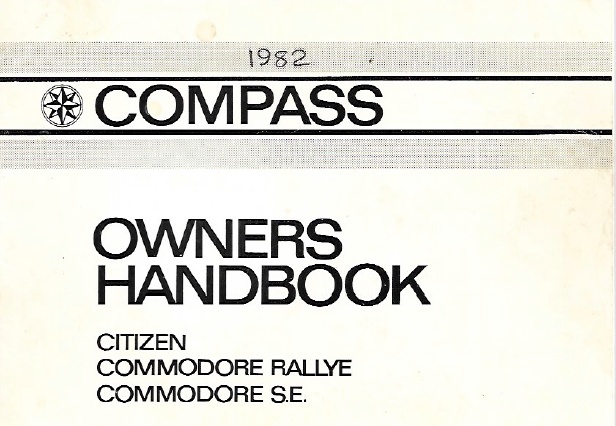 1982
COMPASS
OWNERS
HANDBOOK
CITIZEN
COMMODORE RALLYE
COMMODORE S.E.